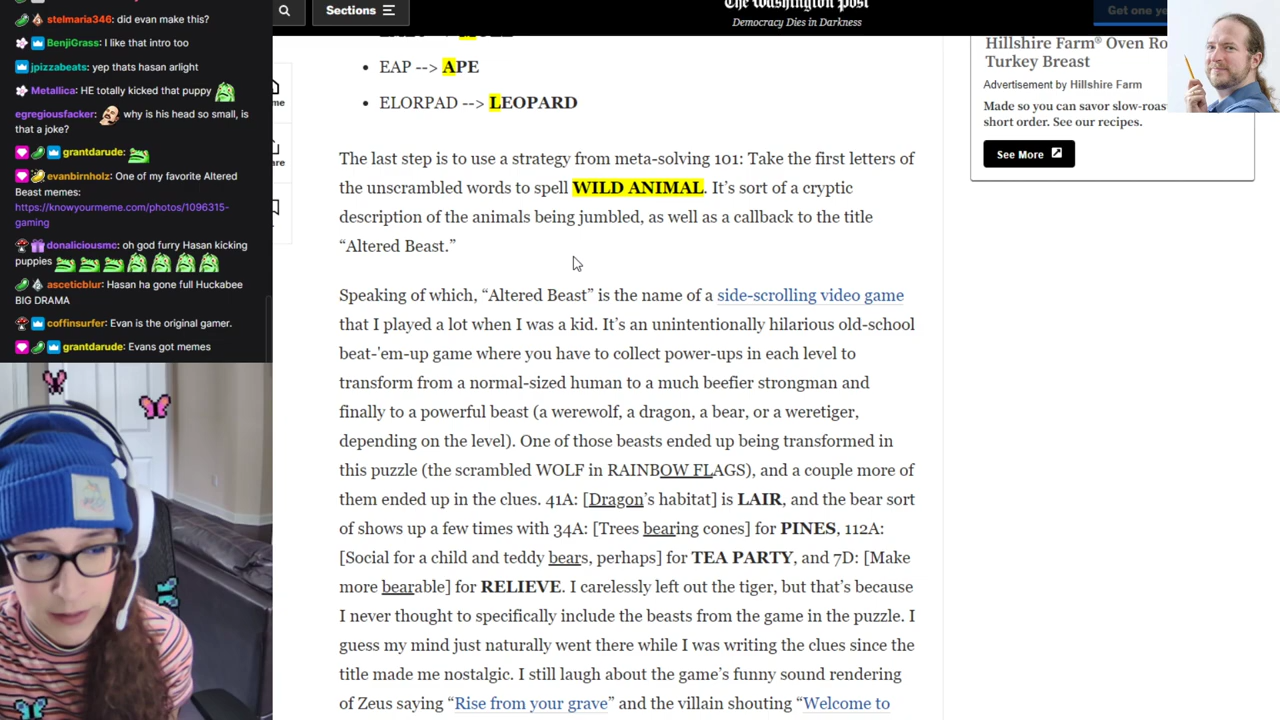 stelmaria346: did evan make this?
BenjiGrass: I like that intro too
jpizzabeats: yep thats hasan arlight
Metallica: HE totally kicked that puppy
egregiousfacker: why is his head so small, is
that a joke?
grantdarude:
evanbirnholz: One of my favorite Altered
Beast memes:
https://knowyourmeme.com/photos/1096315-
gaming
donaliciousmc: oh god furry Hasan kicking
puppies
asceticblur: Hasan ha gone full Huckabee
BIG DRAMA
coffinsurfer: Evan is the original gamer.
grantdarude: Evans got memes
Sections
The Washington Post
Democracy Dies in Darkness
Get one ye
me
are
• EAP --> APE
• ELORPAD --> LEOPARD
The last step is to use a strategy from meta-solving 101: Take the first letters of
the unscrambled words to spell WILD ANIMAL. It’s sort of a cryptic
description of the animals being jumbled, as well as a callback to the title
“Altered Beast.”
Speaking of which, “Altered Beast” is the name of a side-scrolling video game
that I played a lot when I was a kid. It’s an unintentionally hilarious old-school
beat-'em-up game where you have to collect power-ups in each level to
transform from a normal-sized human to a much beefier strongman and
finally to a powerful beast (a werewolf, a dragon, a bear, or a weretiger,
depending on the level). One of those beasts ended up being transformed in
this puzzle (the scrambled WOLF in RAINBOW FLAGS), and a couple more of
them ended up in the clues. 41A: [Dragon’s habitat] is LAIR, and the bear sort
of shows up a few times with 34A: [Trees bearing cones] for PINES, 112A:
[Social for a child and teddy bears, perhaps] for TEA PARTY, and 7D: [Make
more bearable] for RELIEVE. I carelessly left out the tiger, but that’s because
I never thought to specifically include the beasts from the game in the puzzle. I
guess my mind just naturally went there while I was writing the clues since the
title made me nostalgic. I still laugh about the game’s funny sound rendering
of Zeus saying “Rise from your grave” and the villain shouting “Welcome to
Hillshire Farm® Oven Ro
Turkey Breast
Advertisement by Hillshire Farm
Made so you can savor slow-roas
short order. See our recipes.
See More